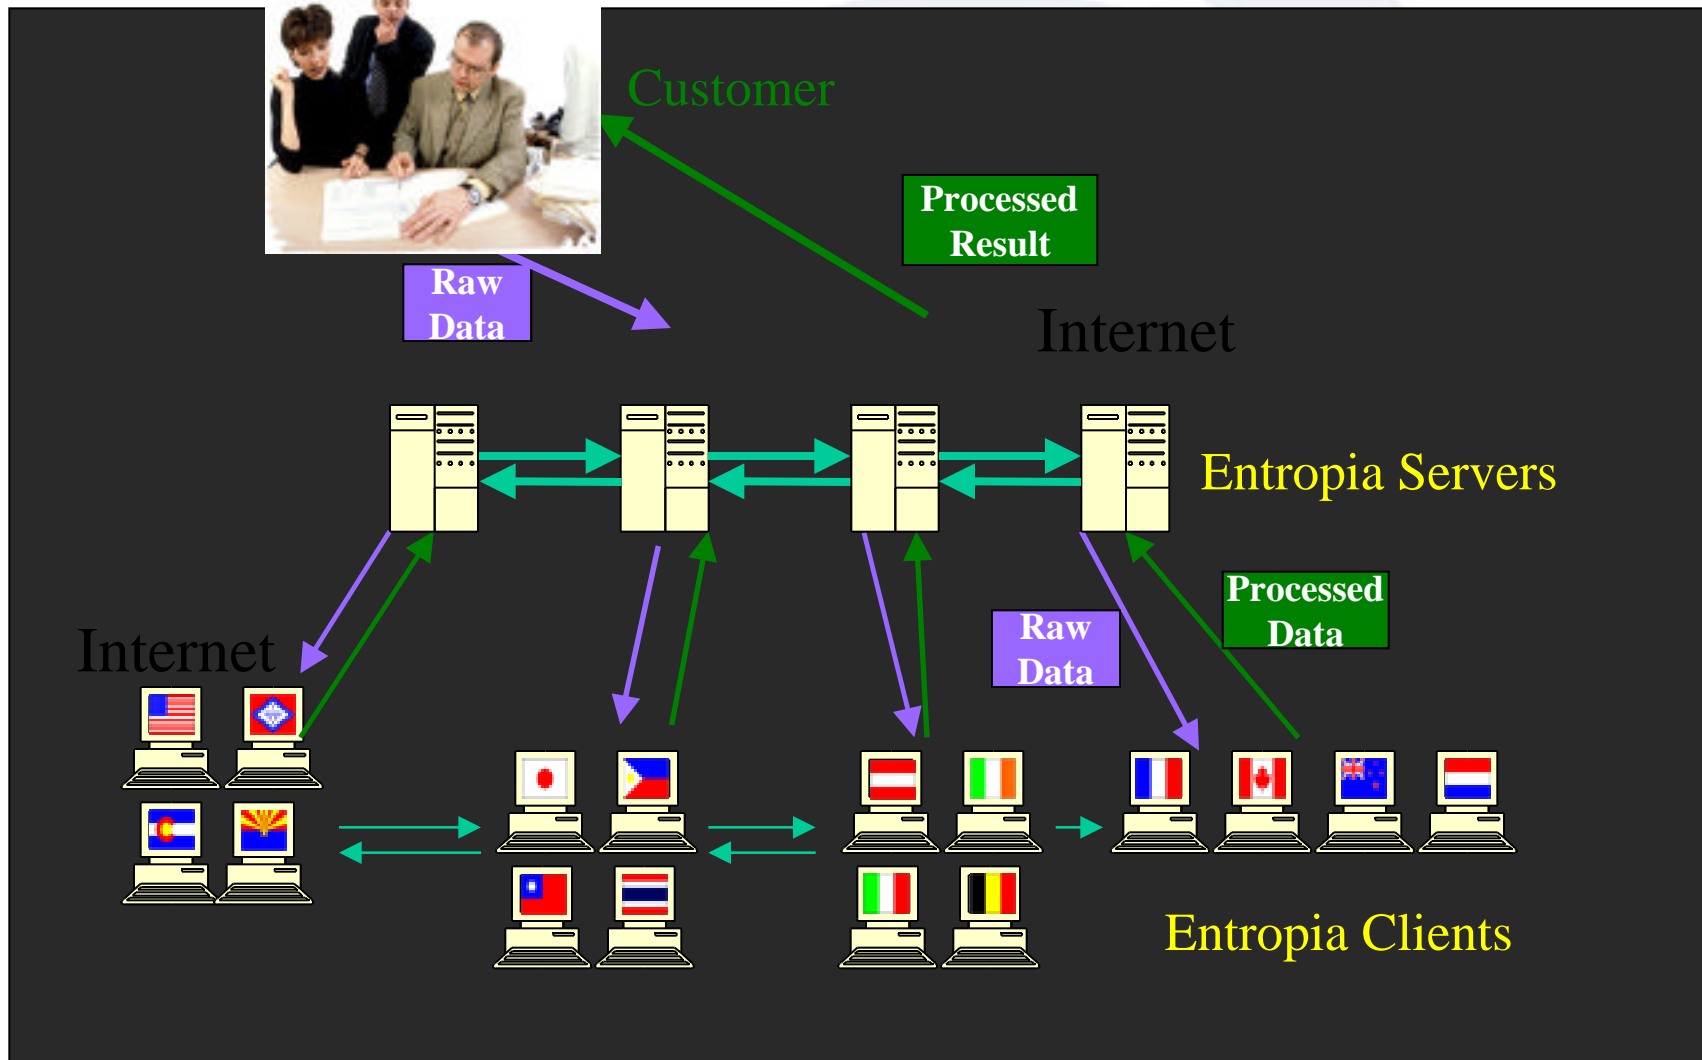 Customer
Processed
Result
Raw
Data
Internet
Entropia Servers
Processed
Data
Raw
Data
Internet
Entropia Clients